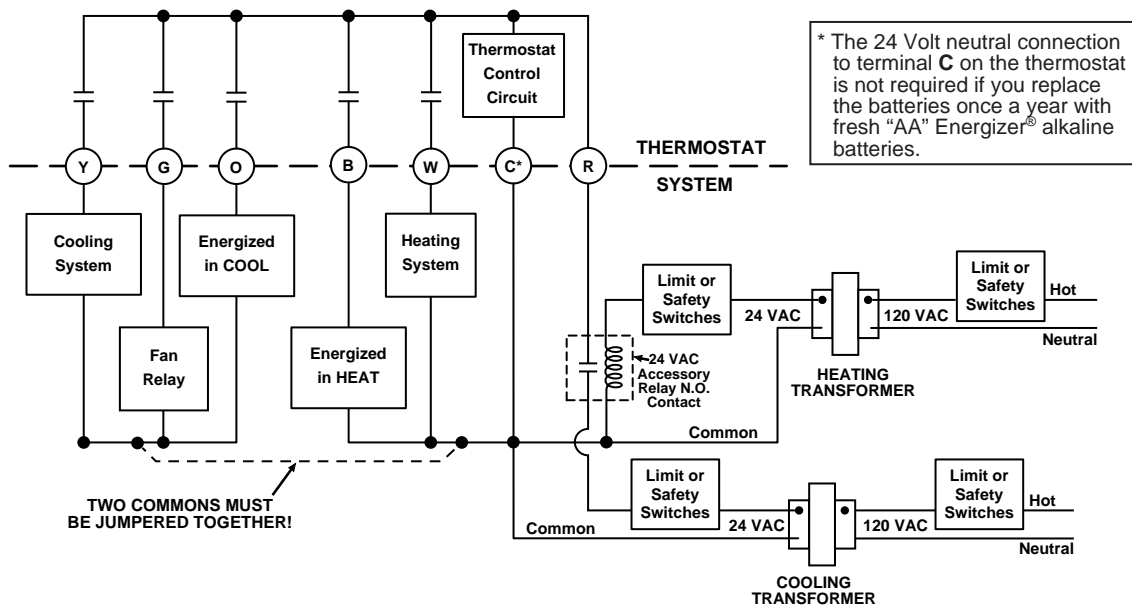 Thermostat
Control
Circuit
* The 24 Volt neutral connection
to terminal C on the thermostat
is not required if you replace
the batteries once a year with
fresh “AA” Energizer® alkaline
batteries.
THERMOSTAT
Y
G
O
B
W
C*
R
SYSTEM
Cooling
System
Energized
in COOL
Heating
System
Limit or
Safety
Switches
24 VAC
120 VAC
Limit or
Safety
Switches
Hot
Neutral
Fan
Relay
Energized
in HEAT
24 VAC
Accessory
Relay N.O.
Contact
HEATING
TRANSFORMER
Common
TWO COMMONS MUST
BE JUMPERED TOGETHER!
Limit or
Safety
Switches
24 VAC
120 VAC
Limit or
Safety
Switches
Hot
Neutral
Common
COOLING
TRANSFORMER